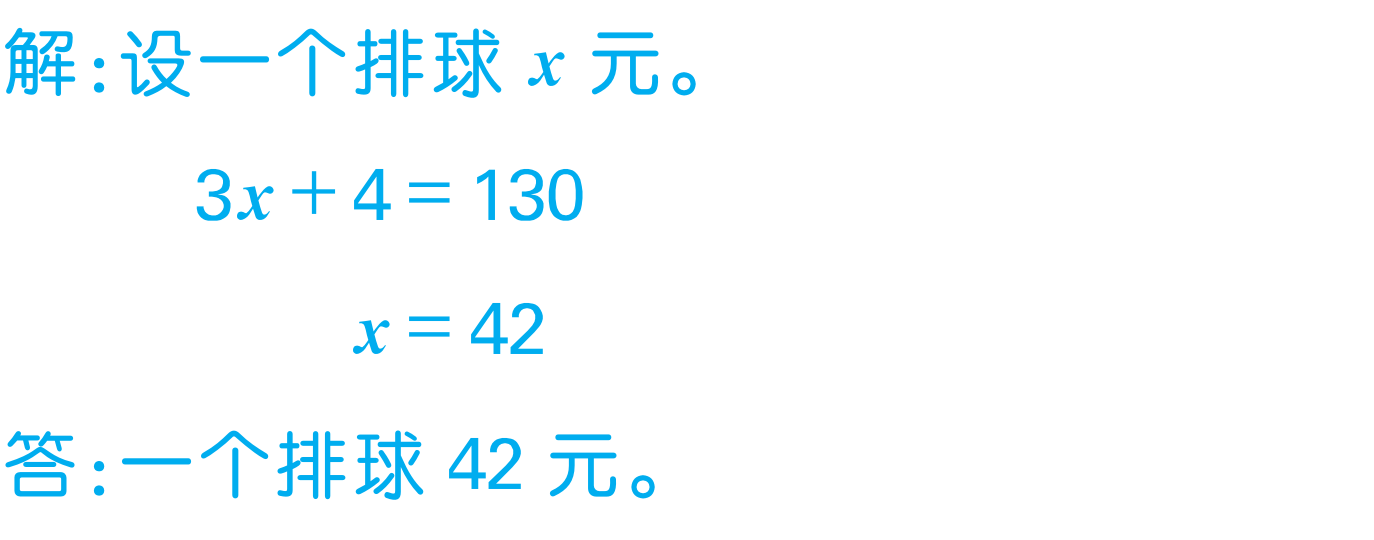 解:设一个排球 x 元。
3x + 4 = 130
x = 42
答:一个排球 42 元。